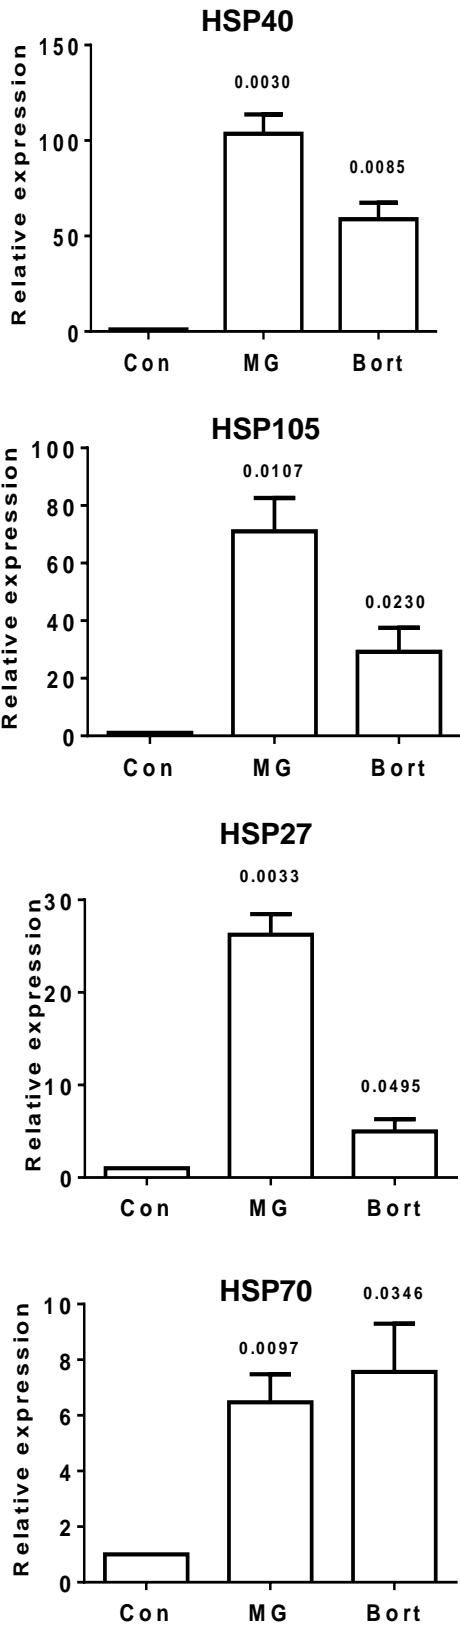 HSP40
Relative expression
150
100
50
0
0.0030
0.0085
Con MG Bort
HSP105
Relative expression
100
80
60
40
20
0
0.0107
0.0230
Con MG Bort
HSP27
Relative expression
30
20
10
0
0.0033
0.0495
Con MG Bort
HSP70
Relative expression
10
8
6
4
2
0
0.0097
0.0346
Con MG Bort